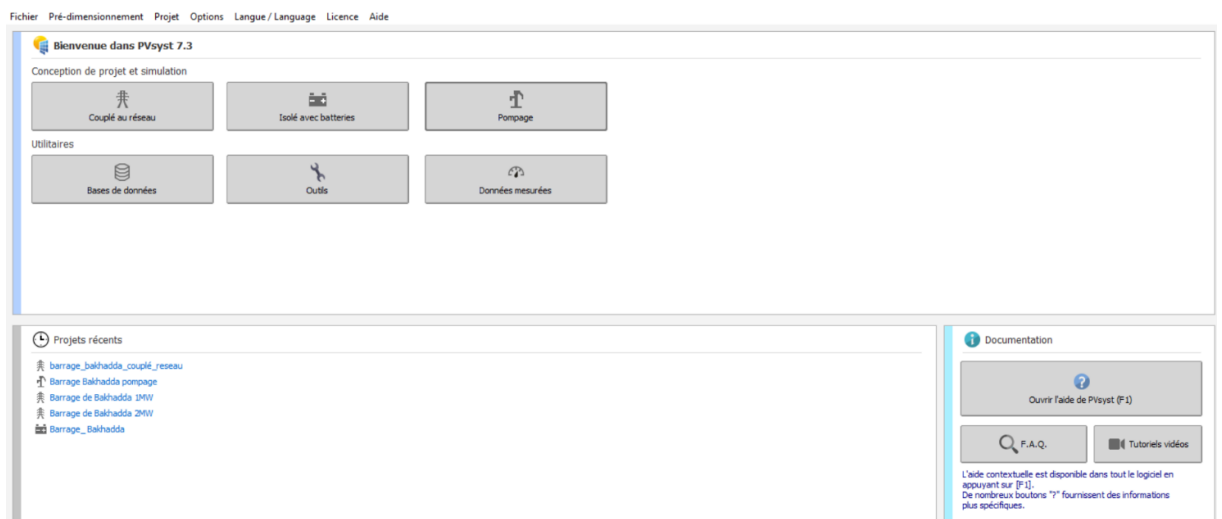 Fichier Pré-dimensionnement Projet Options Langue / Language Licence Aide
Bienvenue dans PVsyst 7.3
Conception de projet et simulation
Couplé au réseau
Isolé avec batteries
Pompage
Utilitaires
Bases de données
Outils
Données mesurées
Projets récents
barrage_bakhadda_couplé_reseau
Barrage Bakhadda pompage
Barrage de Bakhadda 1MW
Barrage de Bakhadda 2MW
Barrage_ Bakhadda
Documentation
Ouvrir l'aide de PVsyst (F1)
F.A.Q.
Tutoriels vidéos
L'aide contextuelle est disponible dans tout le logiciel en
appuyant sur [F1].
De nombreux boutons "?" fournissent des informations
plus spécifiques.